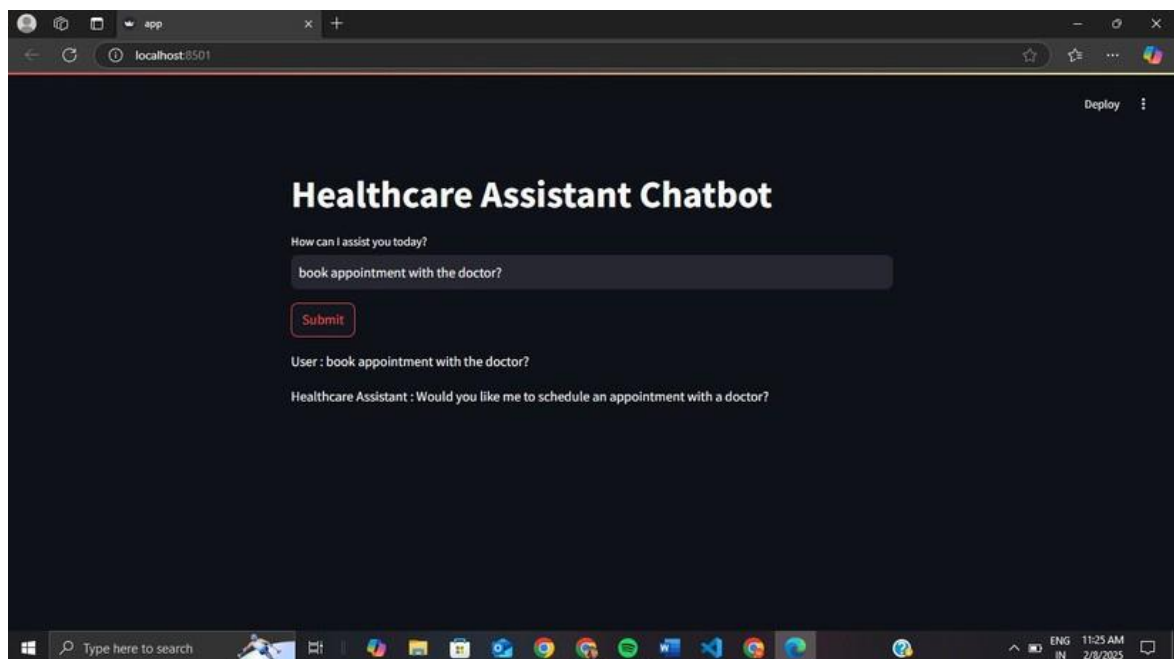 app
localhost:8501
Deploy
Healthcare Assistant Chatbot
How can I assist you today?
book appointment with the doctor?
Submit
User : book appointment with the doctor?
Healthcare Assistant : Would you like me to schedule an appointment with a doctor?
Type here to search
ENG 11:25 AM
IN 2/8/2025